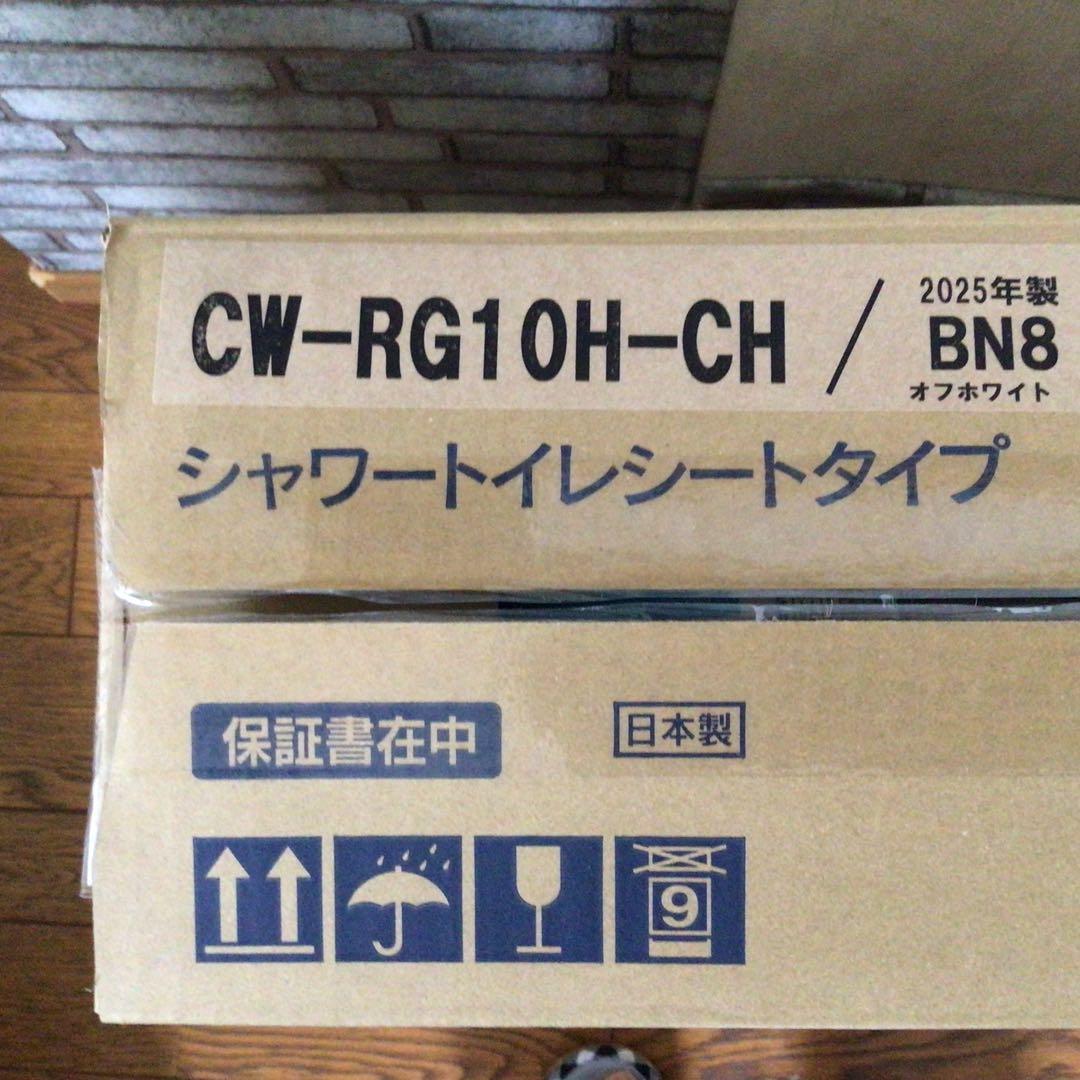 CW-RG10H-CH / 2025年製
BN8
オフホワイト
シャワートイレシートタイプ
保証書在中
日本製
9